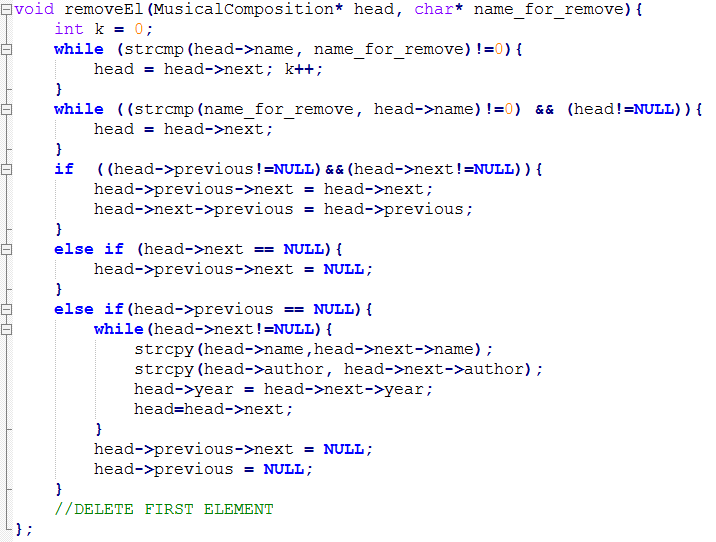 void removeEl(MusicalComposition* head, char* name_for_remove){
    int k = 0;
    while (strcmp(head->name, name_for_remove)!=0){
        head = head->next; k++;
    }
    while ((strcmp(name_for_remove, head->name)!=0) && (head!=NULL)){
        head = head->next;
    }
    if  ((head->previous!=NULL)&&(head->next!=NULL)){
        head->previous->next = head->next;
        head->next->previous = head->previous;
    }
    else if (head->next == NULL){
        head->previous->next = NULL;
    }
    else if(head->previous == NULL){
        while(head->next!=NULL){
            strcpy(head->name,head->next->name);
            strcpy(head->author, head->next->author);
            head->year = head->next->year;
            head=head->next;
        }
        head->previous->next = NULL;
        head->previous = NULL;
    }
    //DELETE FIRST ELEMENT
};